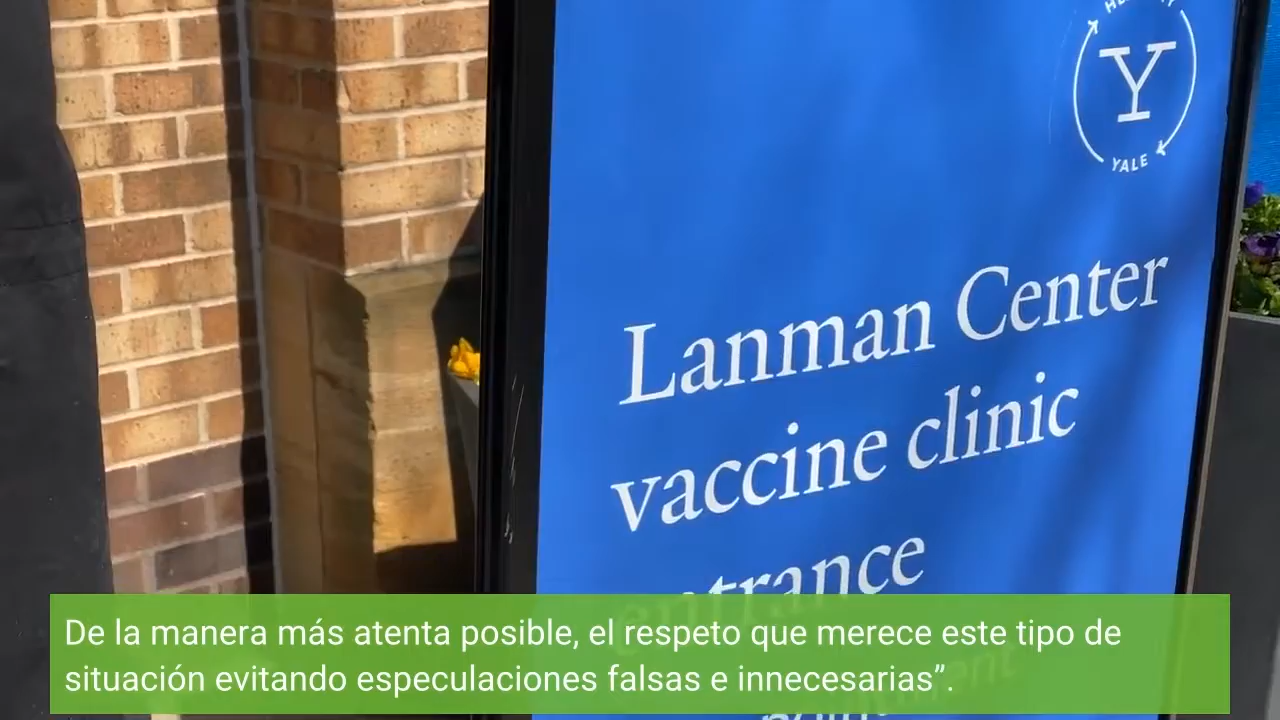 Y
YALE
Lanman Center
vaccine clinic
entrance
De la manera más atenta posible, el respeto que merece este tipo de
situación evitando especulaciones falsas e innecesarias”.